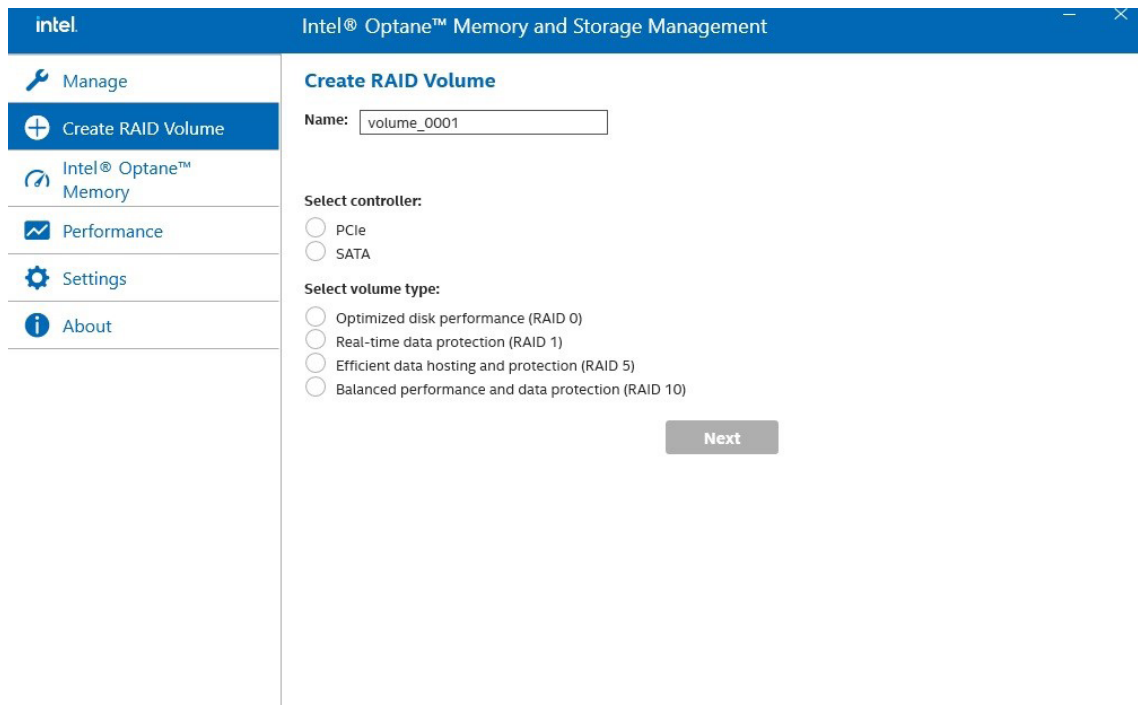 intel.
Intel® Optane™ Memory and Storage Management
Manage
Create RAID Volume
Intel® Optane™
Memory
Performance
Settings
About
Create RAID Volume
Name: volume_0001
Select controller:
PCIe
SATA
Select volume type:
Optimized disk performance (RAID 0)
Real-time data protection (RAID 1)
Efficient data hosting and protection (RAID 5)
Balanced performance and data protection (RAID 10)
Next